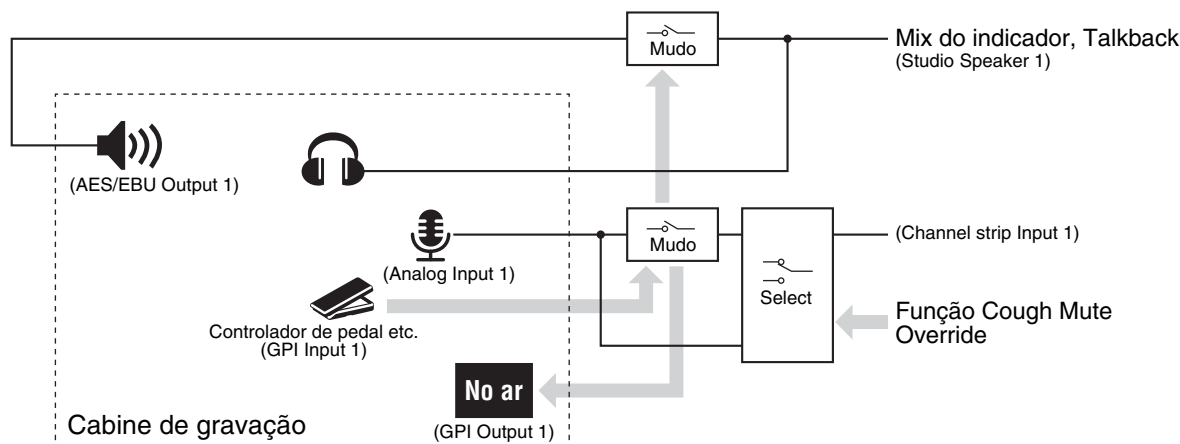 Mudo
Mix do indicador, Talkback
(Studio Speaker 1)
(AES/EBU Output 1)
(Analog Input 1)
Mudo
Select
(Channel strip Input 1)
Controlador de pedal etc.
(GPI Input 1)
Função Cough Mute
Override
No ar
(GPI Output 1)
Cabine de gravação